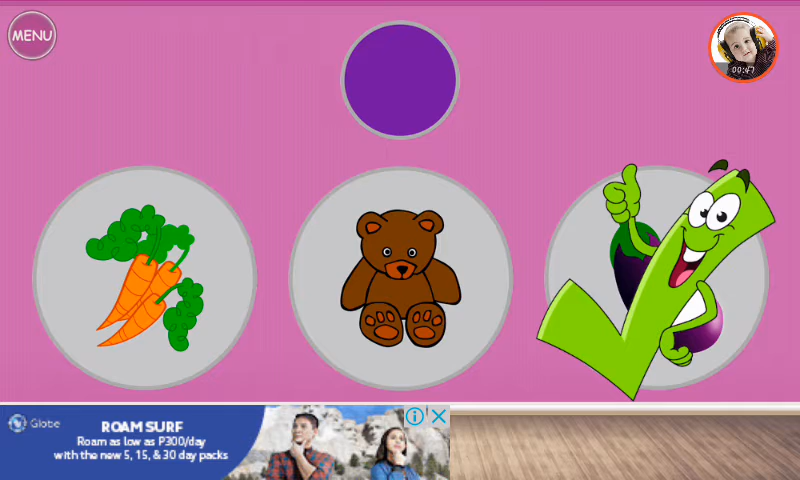 MENU
00:47
Globe
ROAM SURF
Roam as low as P300/day
with the new 5, 15, & 30 day packs